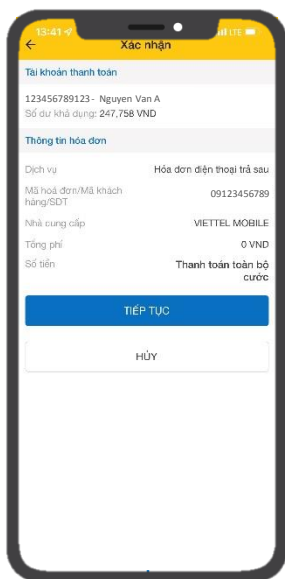 13:41
LTE
Xác nhận
Tài khoản thanh toán
123456789123 - Nguyen Van A
Số dư khả dụng: 247,758 VND
Thông tin hóa đơn
Dịch vụ Hóa đơn điện thoại trả sau
Mã hoá đơn/Mã khách 09123456789
hàng/SDT
Nhà cung cấp VIETTEL MOBILE
Tổng phí 0 VND
Số tiền Thanh toán toàn bộ
cước
TIẾP TỤC
HỦY